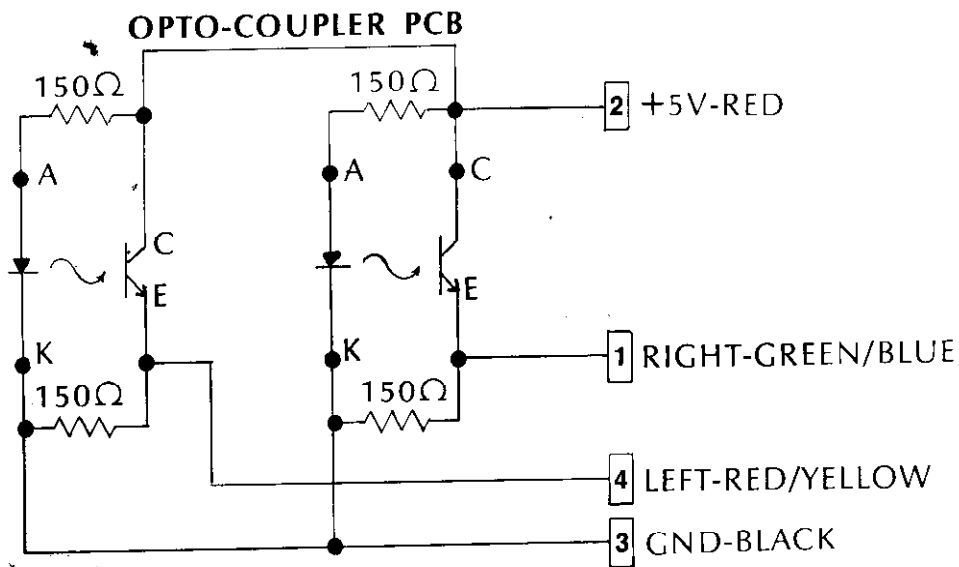 OPTO-COUPLER PCB
150Ω
150Ω
2 +5V-RED
A
A
C
C
E
E
K
K
1 RIGHT-GREEN/BLUE
150Ω
150Ω
4 LEFT-RED/YELLOW
3 GND-BLACK